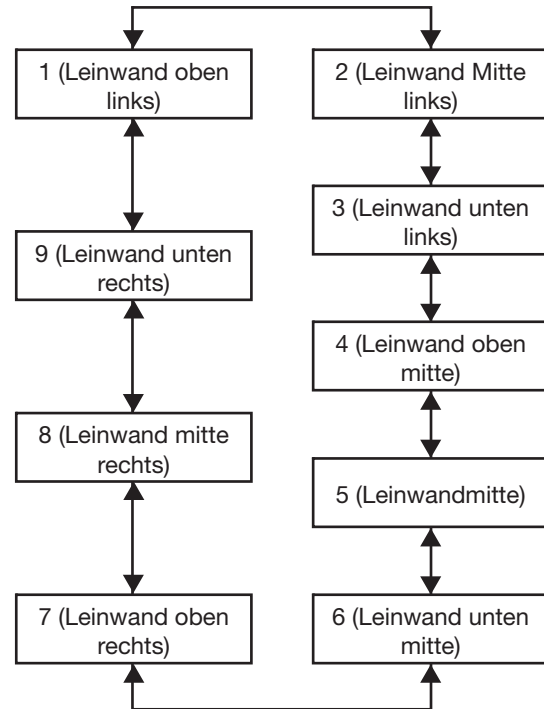 1 (Leinwand oben
links)
2 (Leinwand Mitte
links)
3 (Leinwand unten
links)
9 (Leinwand unten
rechts)
4 (Leinwand oben
mitte)
8 (Leinwand mitte
rechts)
5 (Leinwandmitte)
7 (Leinwand oben
rechts)
6 (Leinwand unten
mitte)